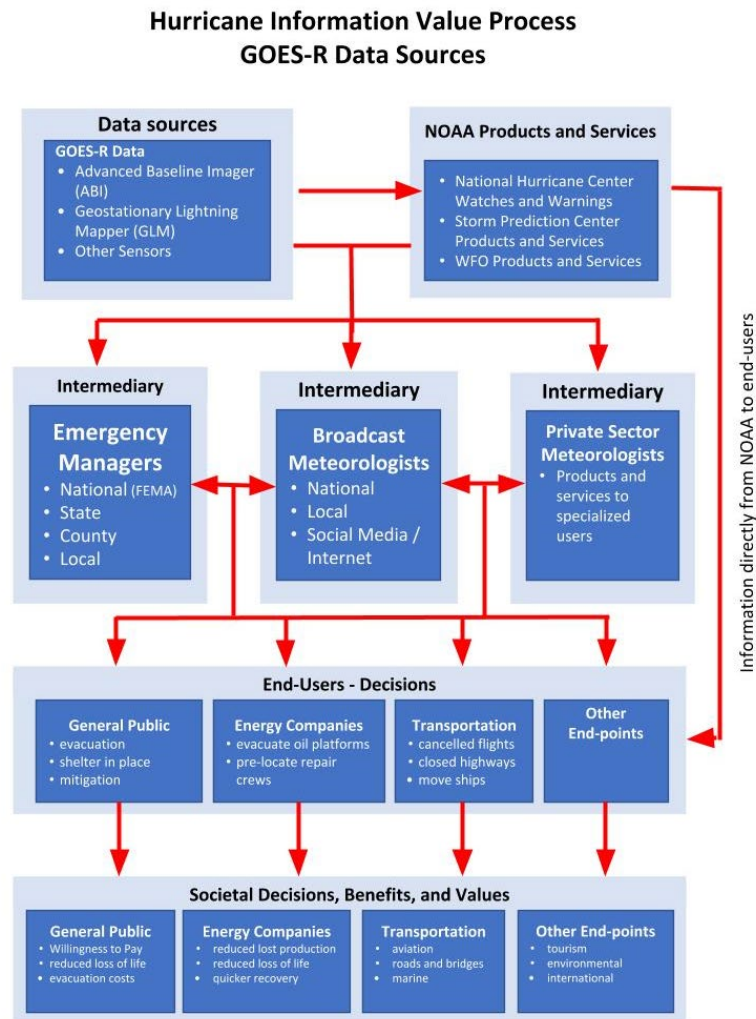 Hurricane Information Value Process
GOES-R Data Sources
Data sources
GOES-R Data
• Advanced Baseline Imager
(ABI)
• Geostationary Lightning
Mapper (GLM)
• Other Sensors
NOAA Products and Services
• National Hurricane Center
Watches and Warnings
• Storm Prediction Center
Products and Services
• WFO Products and Services
Information directly from NOAA to end-users
Intermediary
Emergency
Managers
• National (FEMA)
• State
• County
• Local
Intermediary
Broadcast
Meteorologists
• National
• Local
• Social Media /
Internet
Intermediary
Private Sector
Meteorologists
• Products and
services to
specialized
users
End-Users - Decisions
General Public
• evacuation
• shelter in place
• mitigation
Energy Companies
• evacuate oil platforms
• pre-locate repair
crews
Transportation
• cancelled flights
• closed highways
• move ships
Other
End-points
Societal Decisions, Benefits, and Values
General Public
• Willingness to Pay
• reduced loss of life
• evacuation costs
Energy Companies
• reduced lost production
• reduced loss of life
• quicker recovery
Transportation
• aviation
• roads and bridges
• marine
Other End-points
• tourism
• environmental
• international